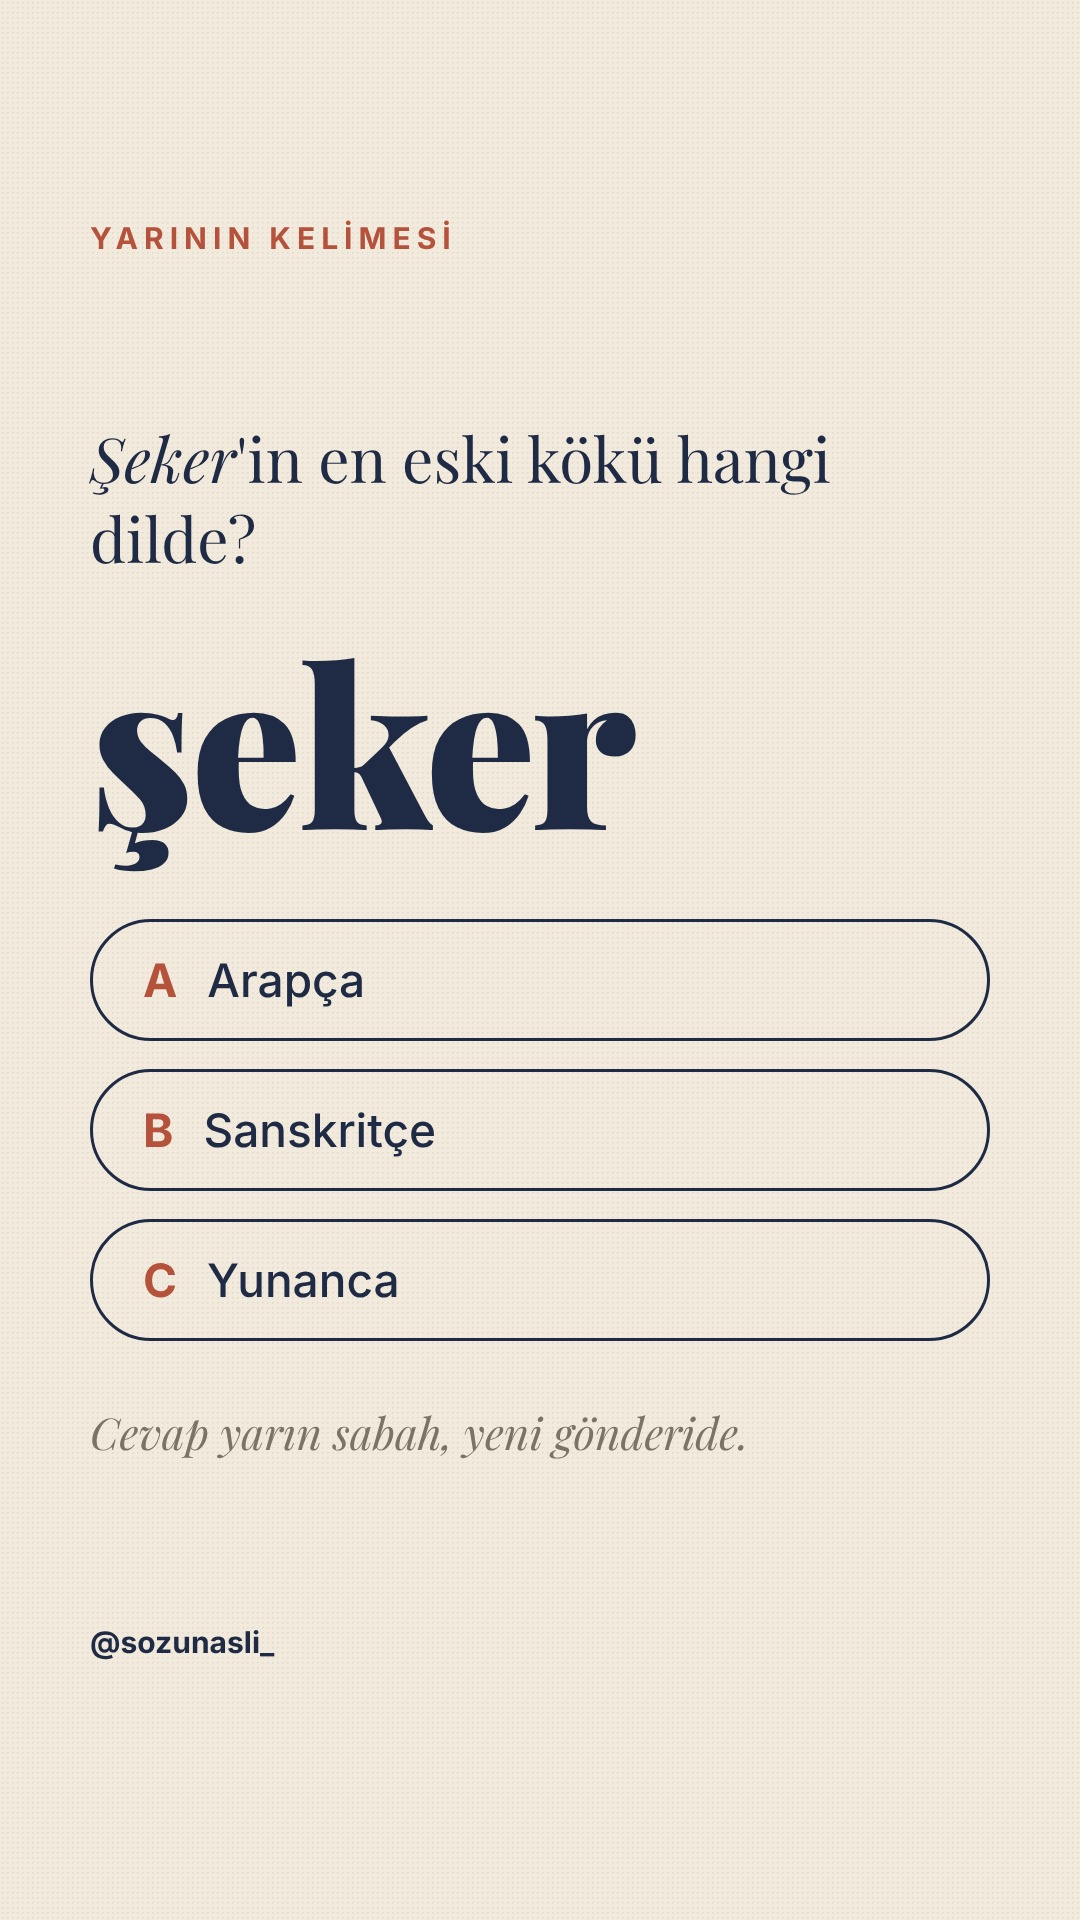 YARININ KELİMESİ
Şeker'in en eski kökü hangi
dilde?
şeker
A Arapça
B Sanskritçe
C Yunanca
Cevap yarın sabah, yeni gönderide.
@sozunasli_